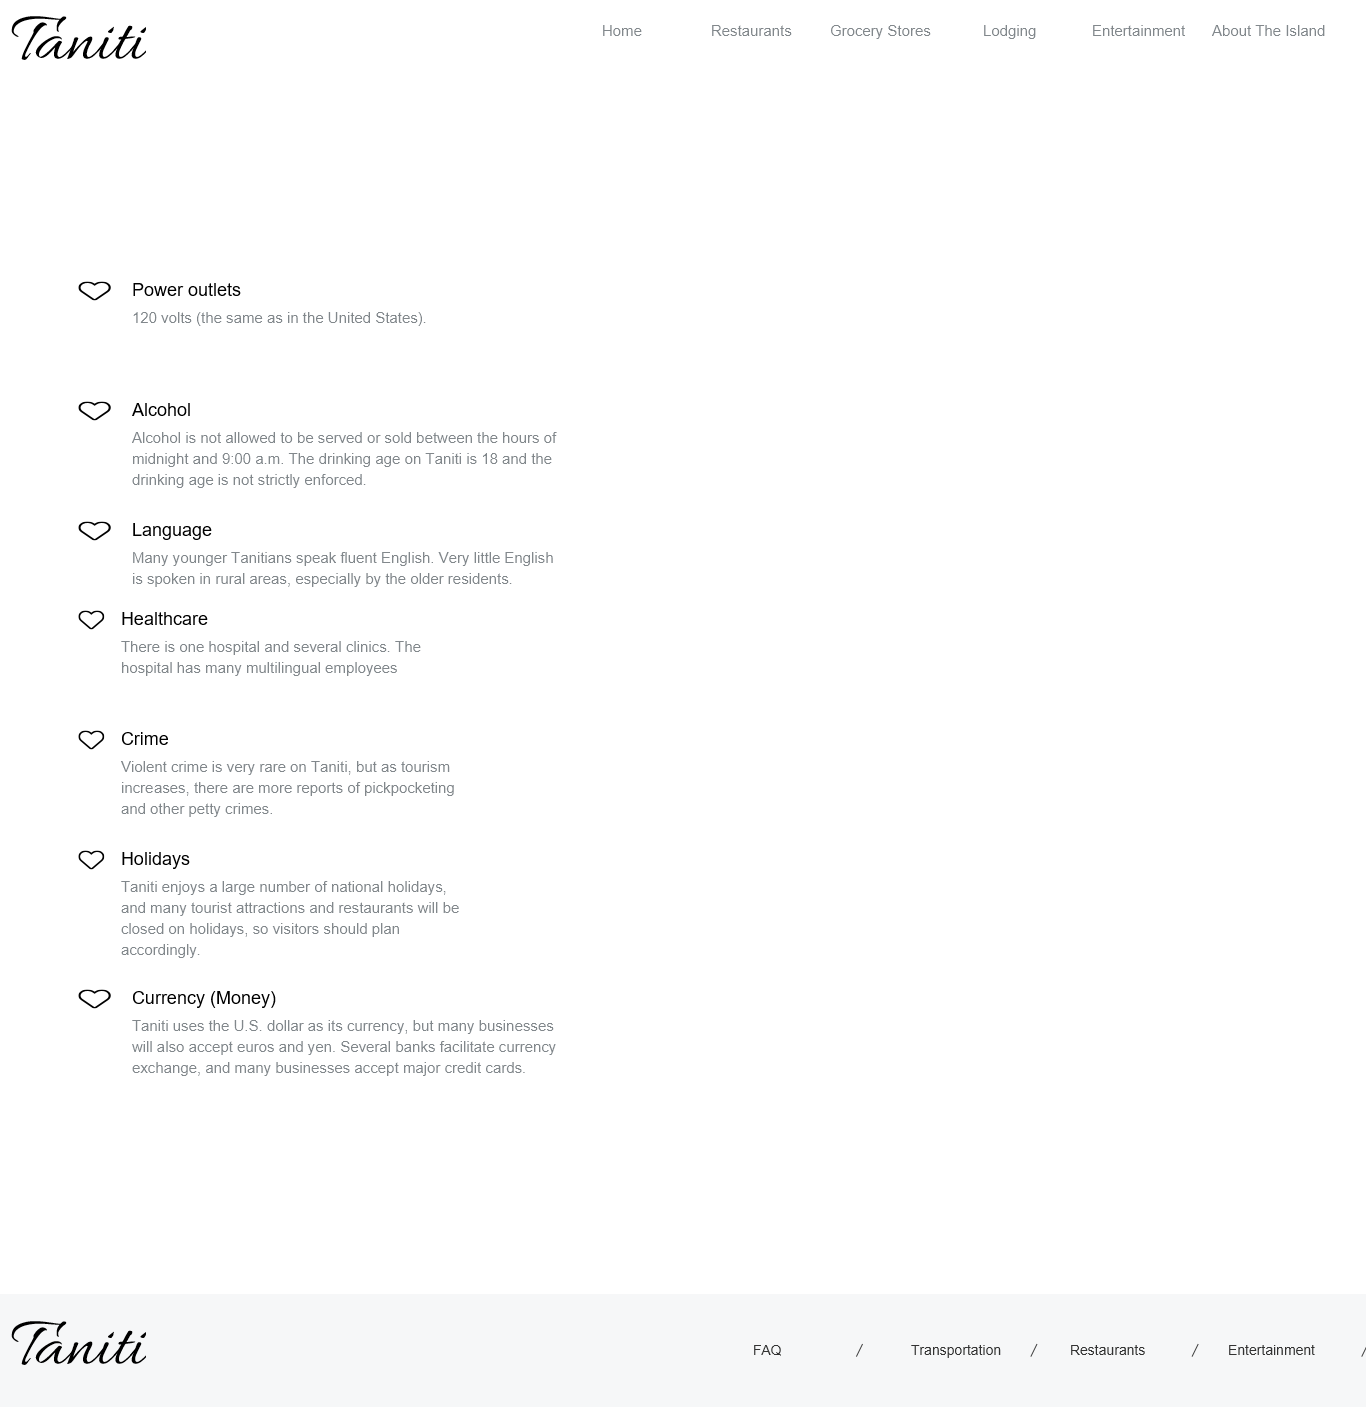 Taniti
Home Restaurants Grocery Stores Lodging Entertainment About The Island
Power outlets
120 volts (the same as in the United States).
Alcohol
Alcohol is not allowed to be served or sold between the hours of
midnight and 9:00 a.m. The drinking age on Taniti is 18 and the
drinking age is not strictly enforced.
Language
Many younger Tanitians speak fluent English. Very little English
is spoken in rural areas, especially by the older residents.
Healthcare
There is one hospital and several clinics. The
hospital has many multilingual employees
Crime
Violent crime is very rare on Taniti, but as tourism
increases, there are more reports of pickpocketing
and other petty crimes.
Holidays
Taniti enjoys a large number of national holidays,
and many tourist attractions and restaurants will be
closed on holidays, so visitors should plan
accordingly.
Currency (Money)
Taniti uses the U.S. dollar as its currency, but many businesses
will also accept euros and yen. Several banks facilitate currency
exchange, and many businesses accept major credit cards.
Taniti
FAQ / Transportation / Restaurants / Entertainment /